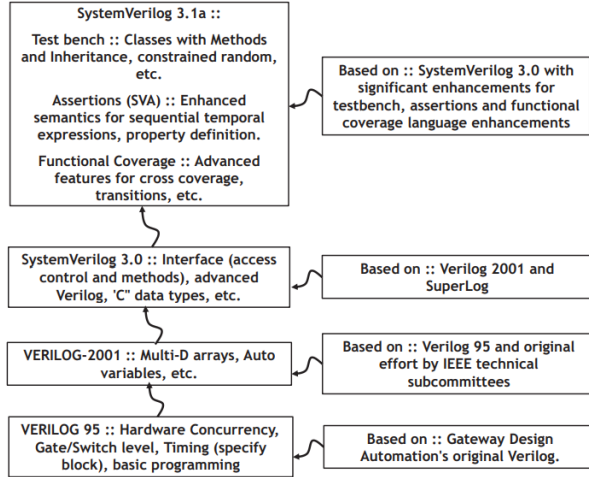 SystemVerilog 3.1a ::
Test bench :: Classes with Methods
and Inheritance, constrained random,
etc.
Assertions (SVA) :: Enhanced
semantics for sequential temporal
expressions, property definition.
Functional Coverage :: Advanced
features for cross coverage,
transitions, etc.
Based on :: SystemVerilog 3.0 with
significant enhancements for
testbench, assertions and functional
coverage language enhancements
SystemVerilog 3.0 :: Interface (access
control and methods), advanced
Verilog, 'C" data types, etc.
Based on :: Verilog 2001 and
SuperLog
VERILOG-2001 :: Multi-D arrays, Auto
variables, etc.
Based on :: Verilog 95 and original
effort by IEEE technical
subcommittees
VERILOG 95 :: Hardware Concurrency,
Gate/Switch level, Timing (specify
block), basic programming
Based on :: Gateway Design
Automation's original Verilog.